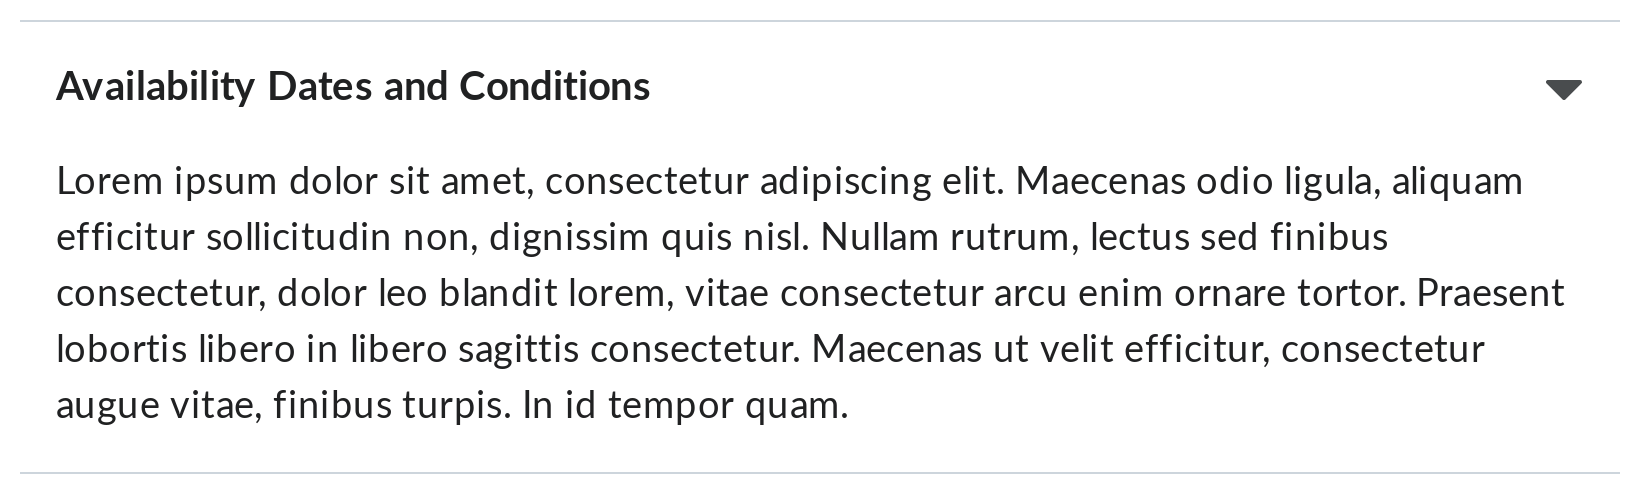 Availability Dates and Conditions
Lorem ipsum dolor sit amet, consectetur adipiscing elit. Maecenas odio ligula, aliquam
efficitur sollicitudin non, dignissim quis nisl. Nullam rutrum, lectus sed finibus
consectetur, dolor leo blandit lorem, vitae consectetur arcu enim ornare tortor. Praesent
lobortis libero in libero sagittis consectetur. Maecenas ut velit efficitur, consectetur
augue vitae, finibus turpis. In id tempor quam.